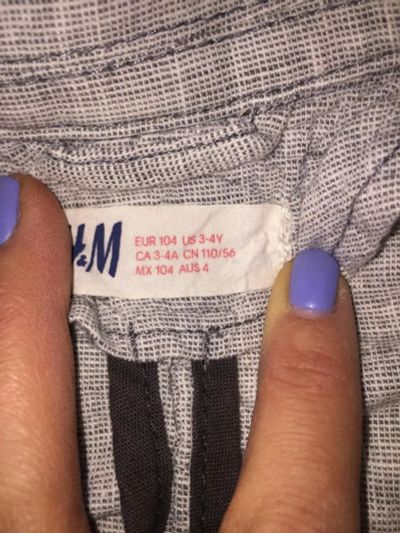 H&M
EUR 104 US 3-4Y
CA 3-4A CN 110/56
MX 104 AUS 4